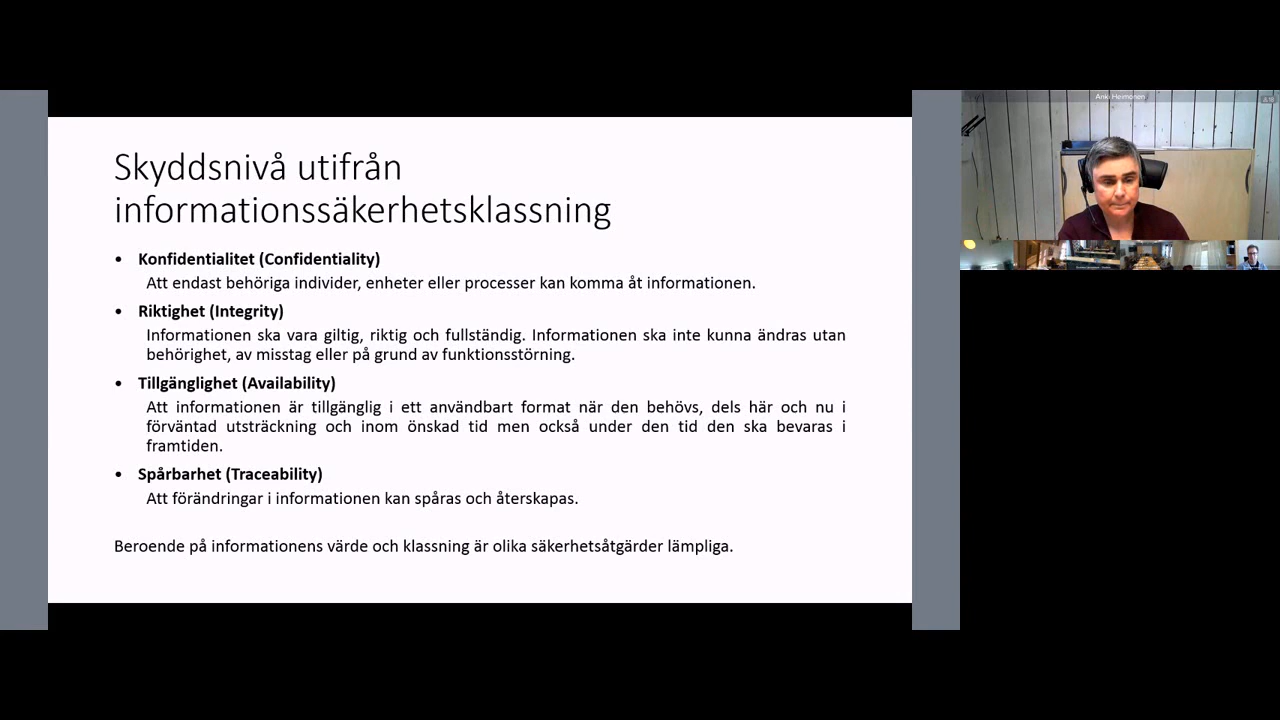 Skyddsnivå utifrån
informationssäkerhetsklassning
• Konfidentialitet (Confidentiality)
Att endast behöriga individer, enheter eller processer kan komma åt informationen.
• Riktighet (Integrity)
Informationen ska vara giltig, riktig och fullständig. Informationen ska inte kunna ändras utan
behörighet, av misstag eller på grund av funktionsstörning.
• Tillgänglighet (Availability)
Att informationen är tillgänglig i ett användbart format när den behövs, dels här och nu i
förväntad utsträckning och inom önskad tid men också under den tid den ska bevaras i
framtiden.
• Spårbarhet (Traceability)
Att förändringar i informationen kan spåras och återskapas.
Beroende på informationens värde och klassning är olika säkerhetsåtgärder lämpliga.